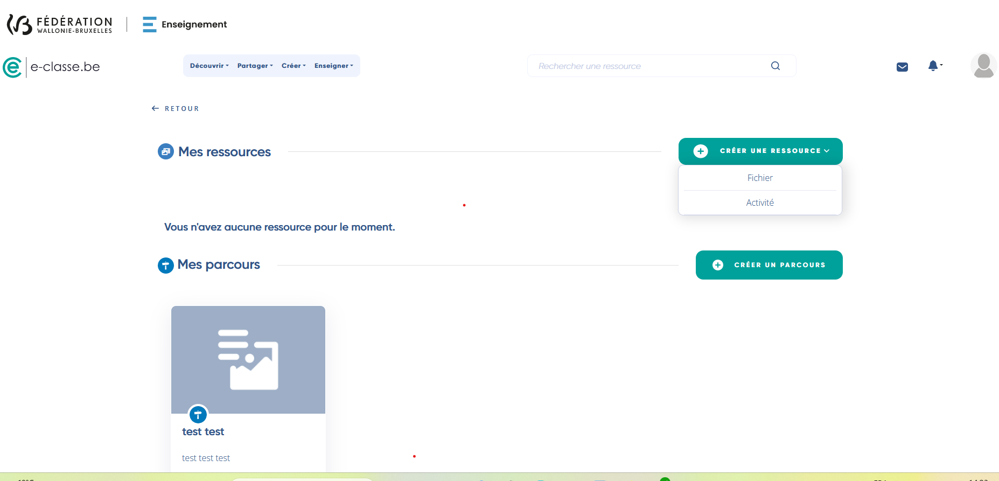 FÉDÉRATION
WALLONIE-BRUXELLES
Enseignement
e-classe.be
Découvrir
Partager
Créer
Enseigner
Rechercher une ressource
RETOUR
Mes ressources
CRÉER UNE RESSOURCE
Fichier
Activité
Vous n'avez aucune ressource pour le moment.
Mes parcours
CRÉER UN PARCOURS
test test
test test test